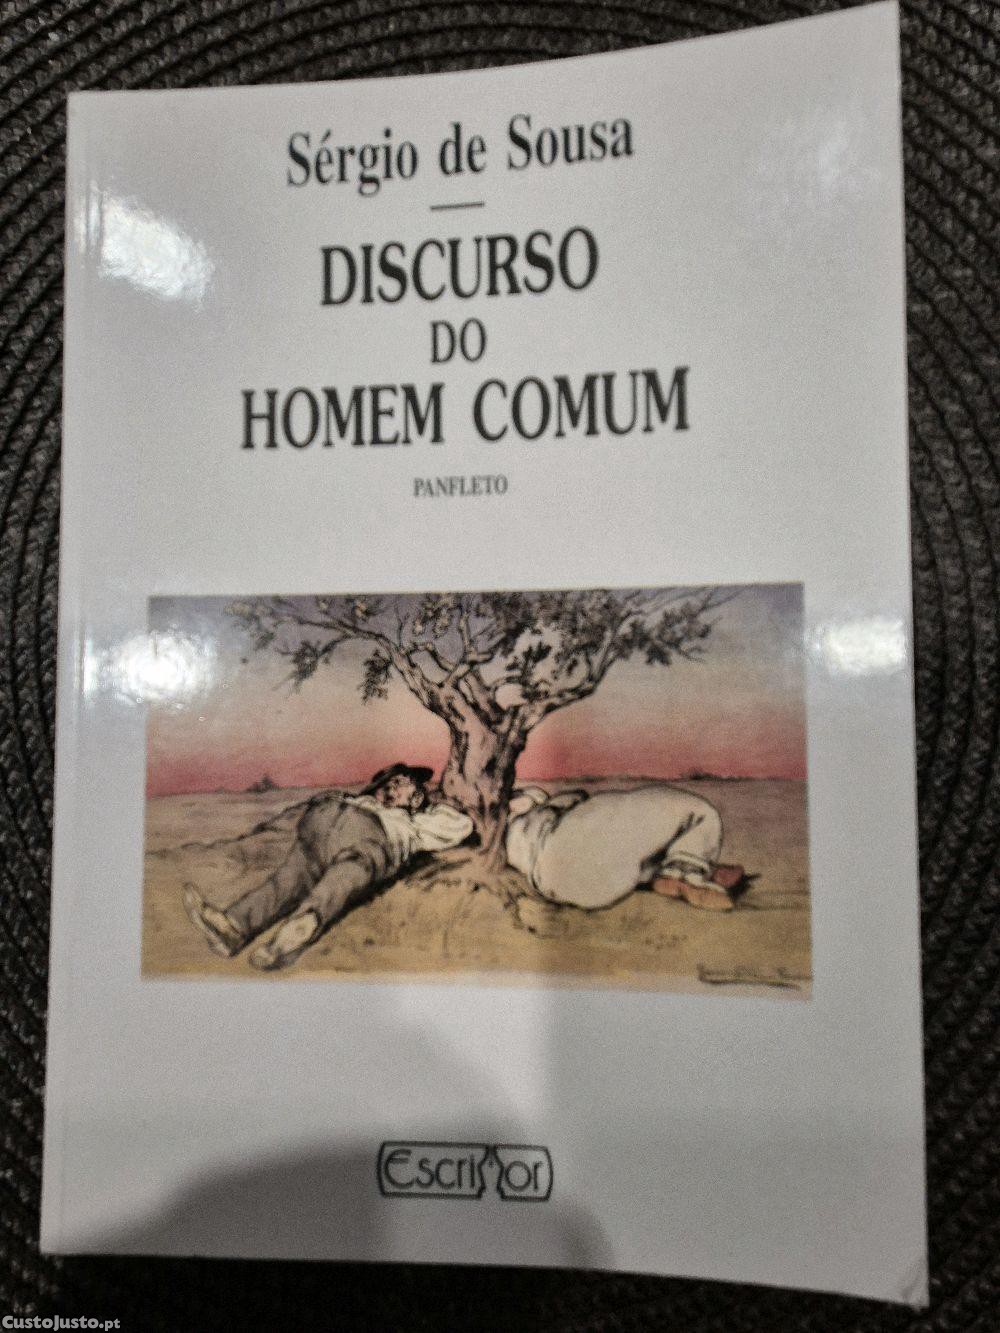 Sérgio de Sousa
DISCURSO
DO
HOMEM COMUM
PANFLETO
Escritor
CustoJusto.pt